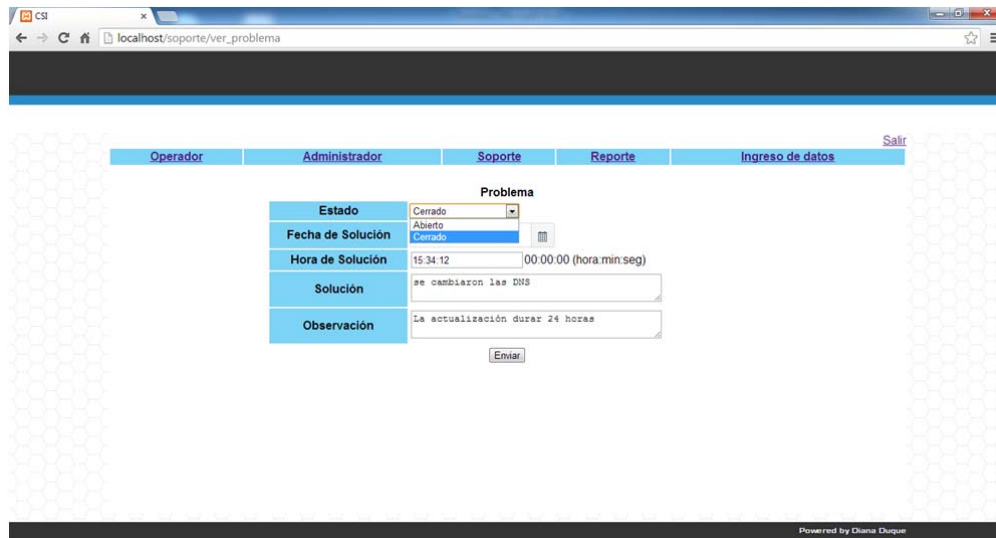 CSI
localhost/soporte/ver_problema
Salir
Operador Administrador Soporte Reporte Ingreso de datos
Problema
Estado Cerrado
Abierto
Cerrado
Fecha de Solución
Hora de Solución 15:34:12 00:00:00 (hora:min:seg)
Solución se cambiaron las DNS
Observación La actualización durar 24 horas
Enviar
Powered by Diana Duque